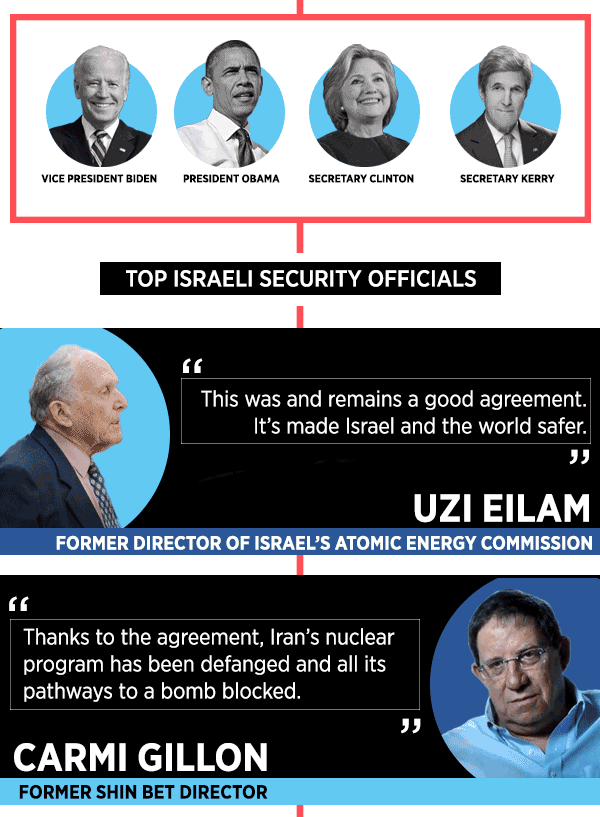 VICE PRESIDENT BIDEN
PRESIDENT OBAMA
SECRETARY CLINTON
SECRETARY KERRY
TOP ISRAELI SECURITY OFFICIALS
“
This was and remains a good agreement.
It’s made Israel and the world safer.
”
UZI EILAM
FORMER DIRECTOR OF ISRAEL’S ATOMIC ENERGY COMMISSION
“
Thanks to the agreement, Iran’s nuclear
program has been defanged and all its
pathways to a bomb blocked.
”
CARMI GILLON
FORMER SHIN BET DIRECTOR